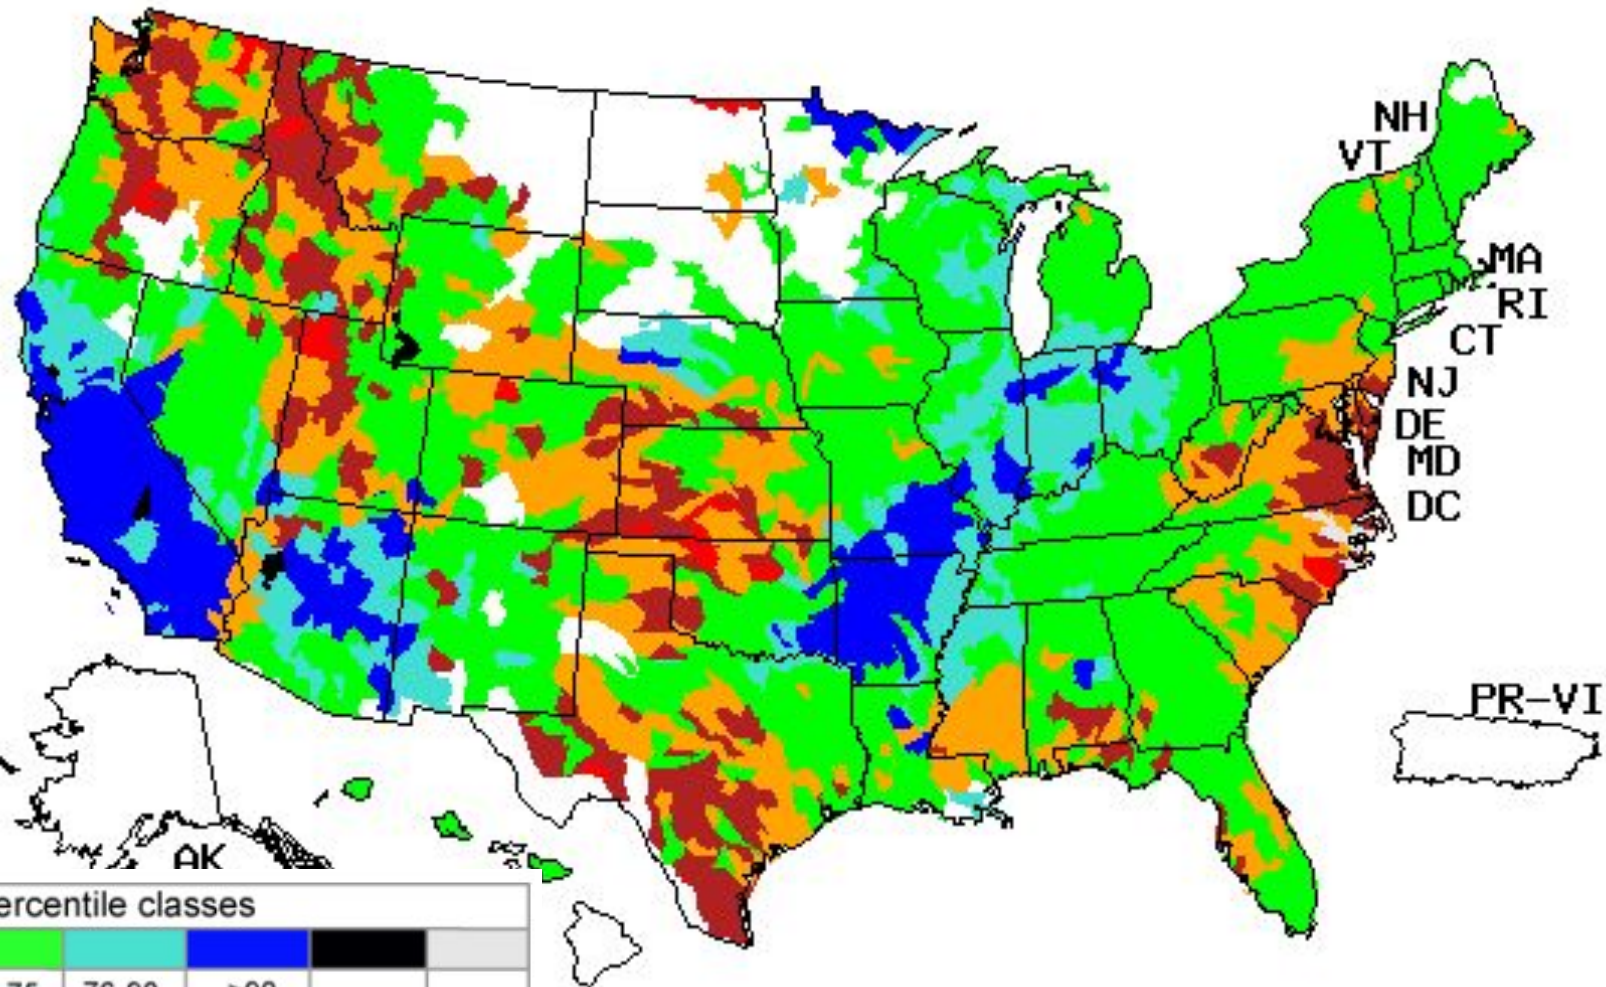 NH
VT
MA
RI
CT
NJ
DE
MD
DC
PR-VI
AK
ercentile classes